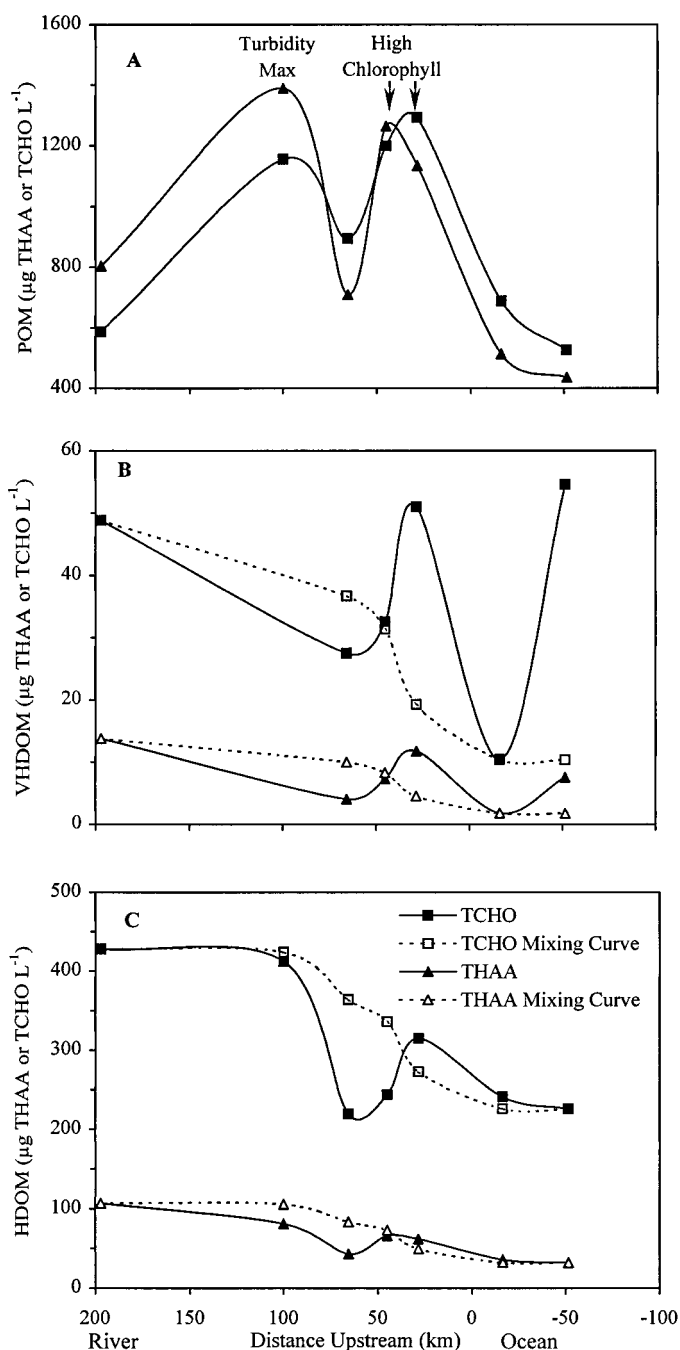 1600
A
Turbidity
Max
High
Chlorophyll
1200
800
400
POM (µg THAA or TCHO L-1)
60
B
40
20
0
VHDOM (µg THAA or TCHO L-1)
500
C
TCHO
TCHO Mixing Curve
THAA
THAA Mixing Curve
400
300
200
100
0
HDOM (µg THAA or TCHO L-1)
200 150 100 50 0 -50 -100
River Distance Upstream (km) Ocean